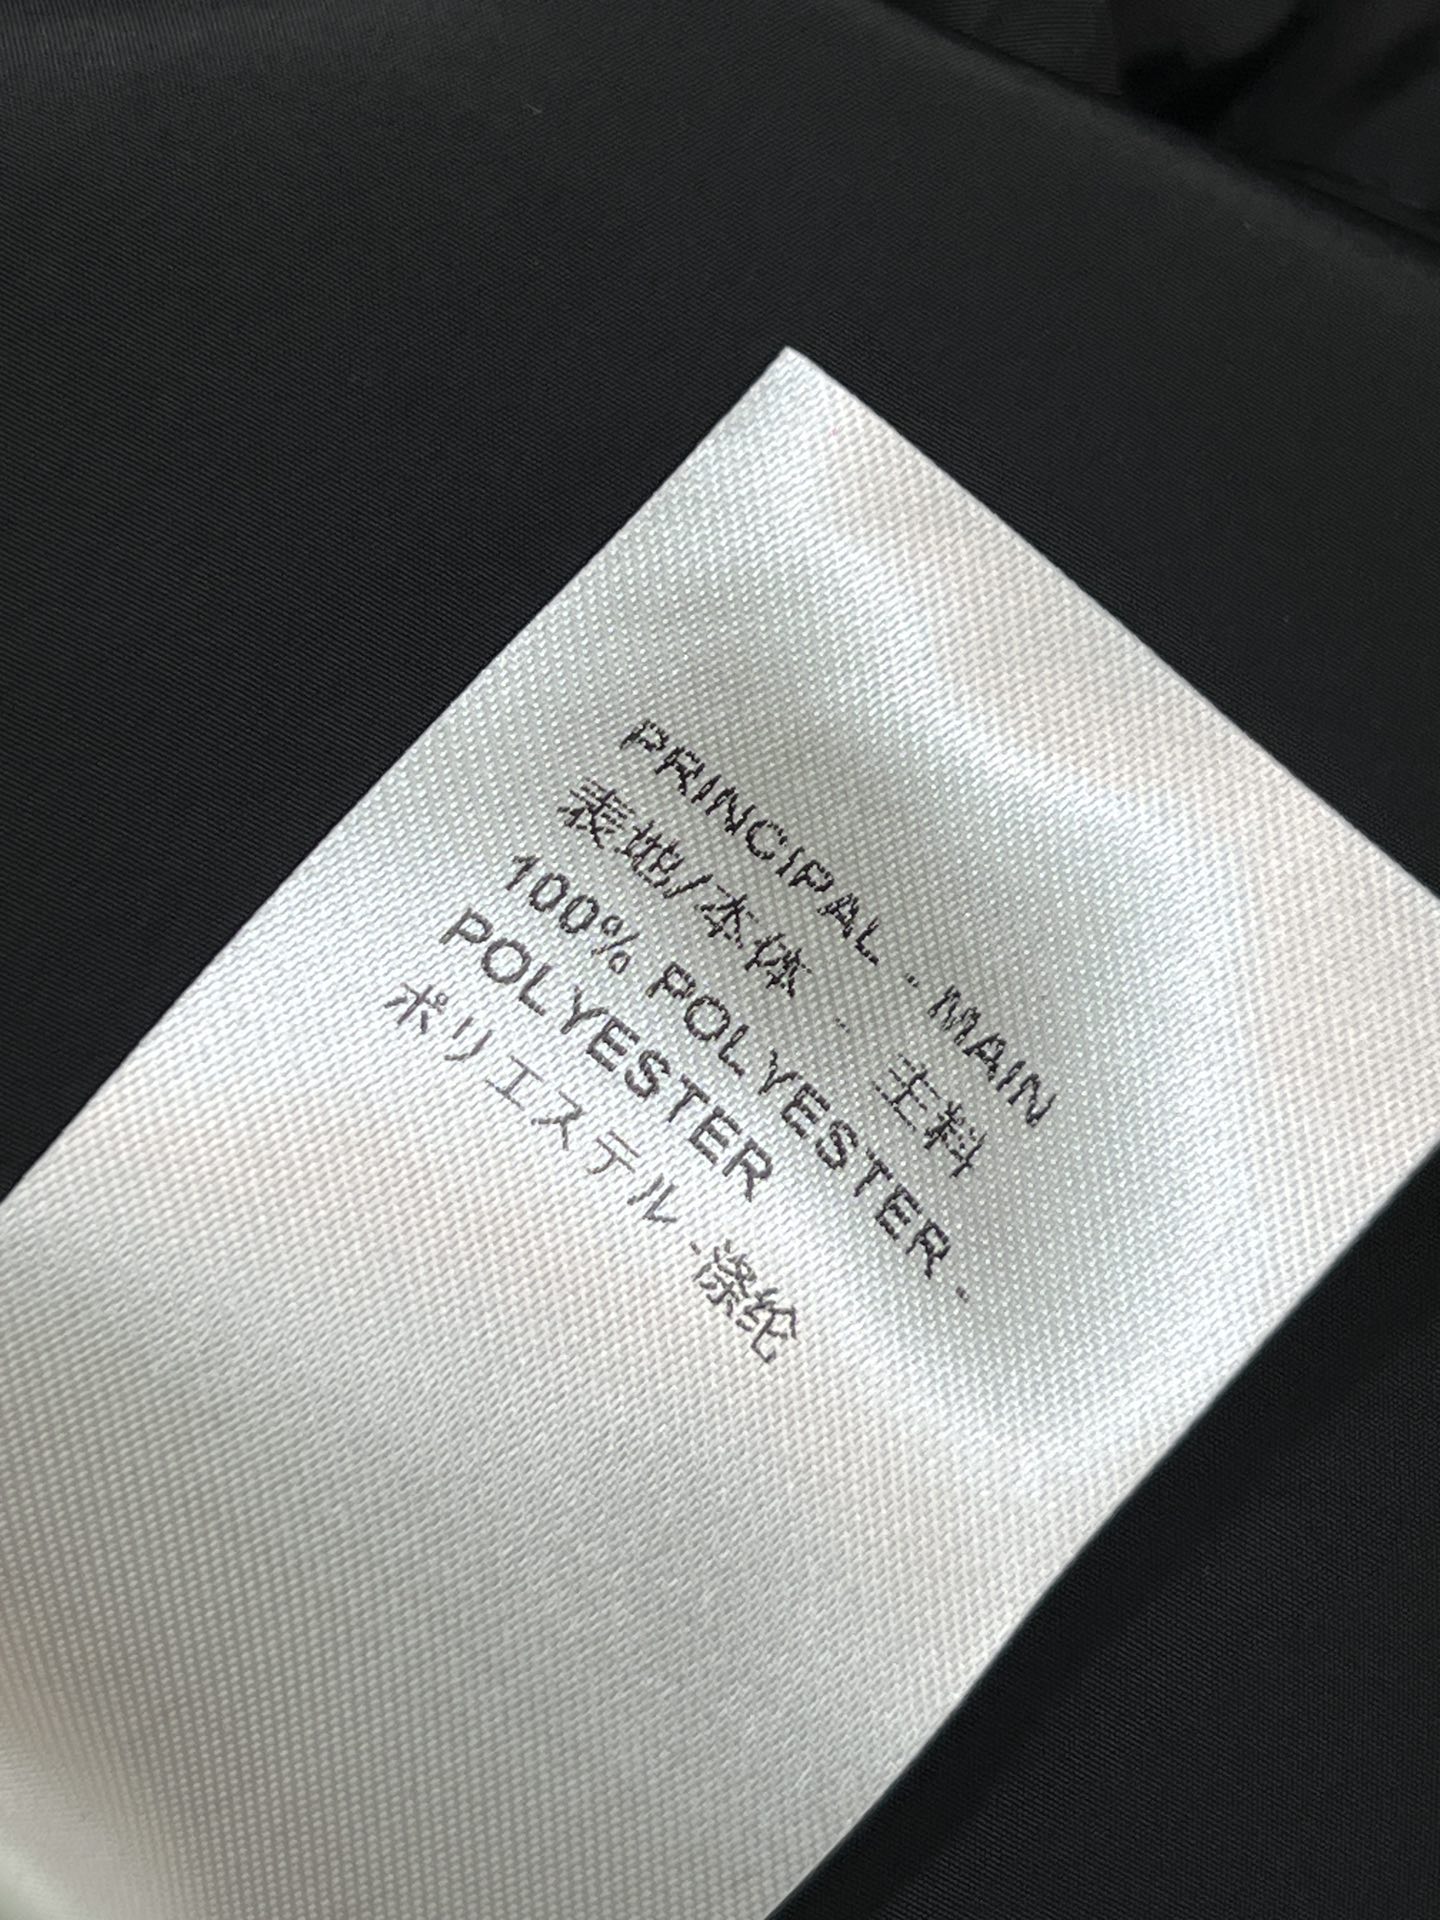 PRINCIPAL - MAIN
表地/本体 - 主料
100% POLYESTER -
POLYESTER
ポリエステル -涤纶